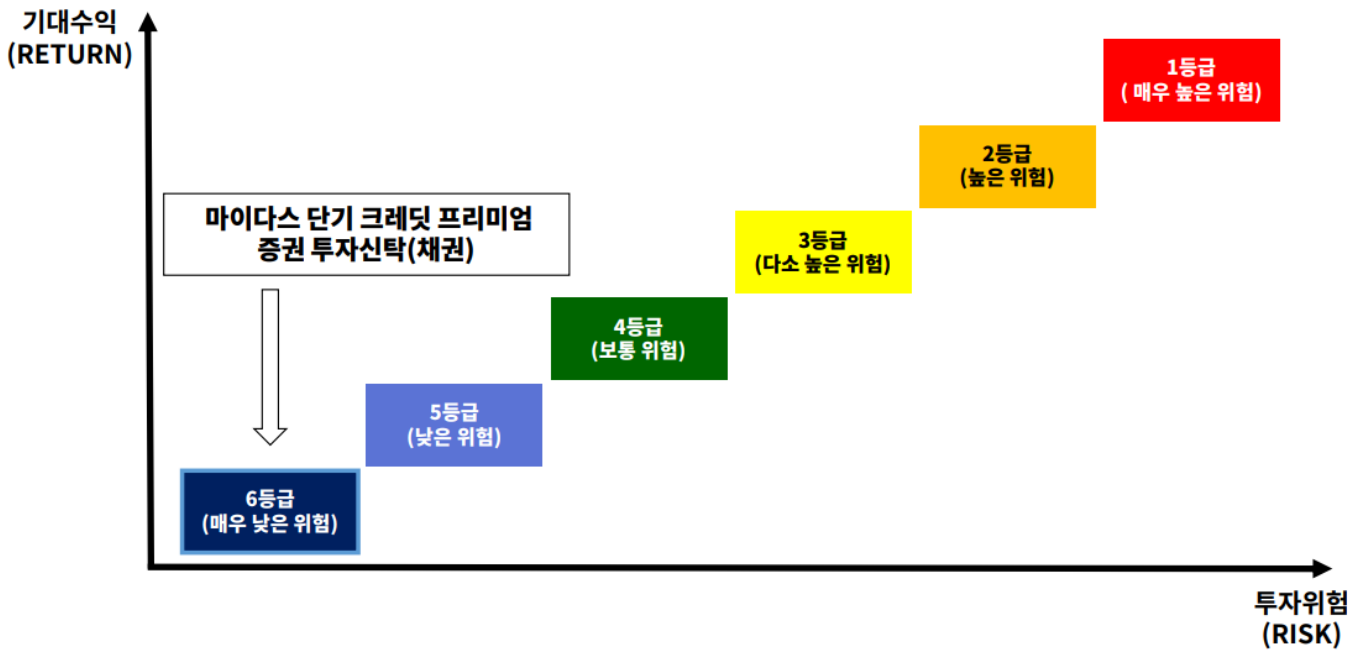 기대수익
(RETURN)
1등급
( 매우 높은 위험)
2등급
(높은 위험)
마이다스 단기 크레딧 프리미엄
증권 투자신탁(채권)
3등급
(다소 높은 위험)
4등급
(보통 위험)
5등급
(낮은 위험)
6등급
(매우 낮은 위험)
투자위험
(RISK)